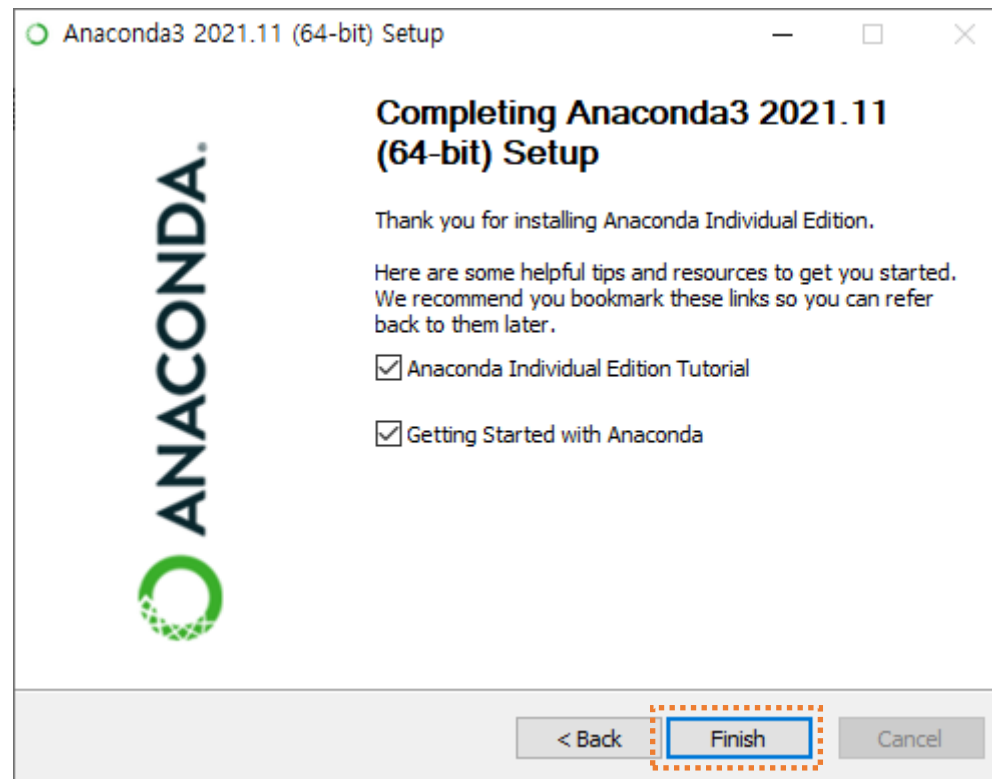 Anaconda3 2021.11 (64-bit) Setup
Completing Anaconda3 2021.11
(64-bit) Setup
Thank you for installing Anaconda Individual Edition.
Here are some helpful tips and resources to get you started.
We recommend you bookmark these links so you can refer
back to them later.
Anaconda Individual Edition Tutorial
Getting Started with Anaconda
ANACONDA.
< Back
Finish
Cancel